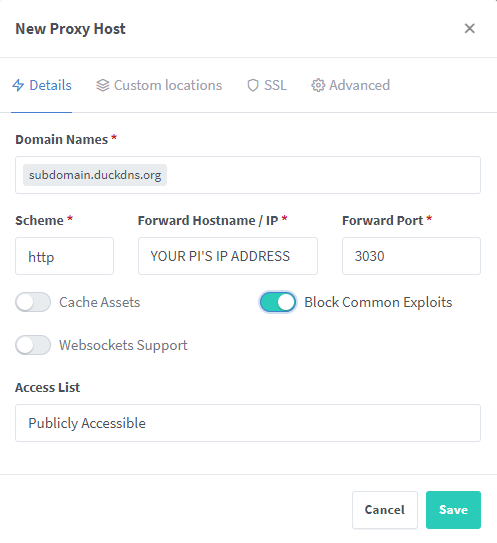 New Proxy Host
Details Custom locations SSL Advanced
Domain Names *
subdomain.duckdns.org
Scheme * Forward Hostname / IP * Forward Port *
http YOUR PI'S IP ADDRESS 3030
Cache Assets Block Common Exploits
Websockets Support
Access List
Publicly Accessible
Cancel Save